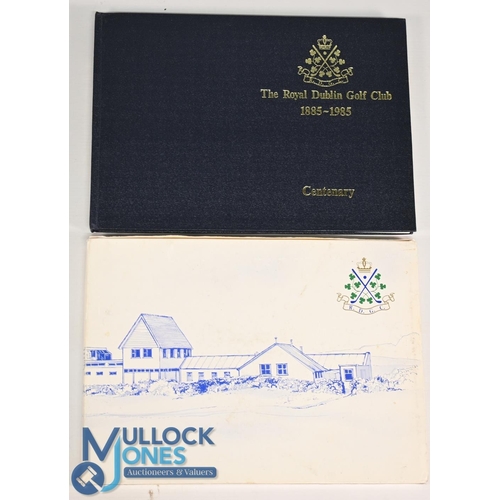 The Royal Dublin Golf Club
1885~1985
Centenary
MULLOCK
JONES
Auctioneers & Valuers